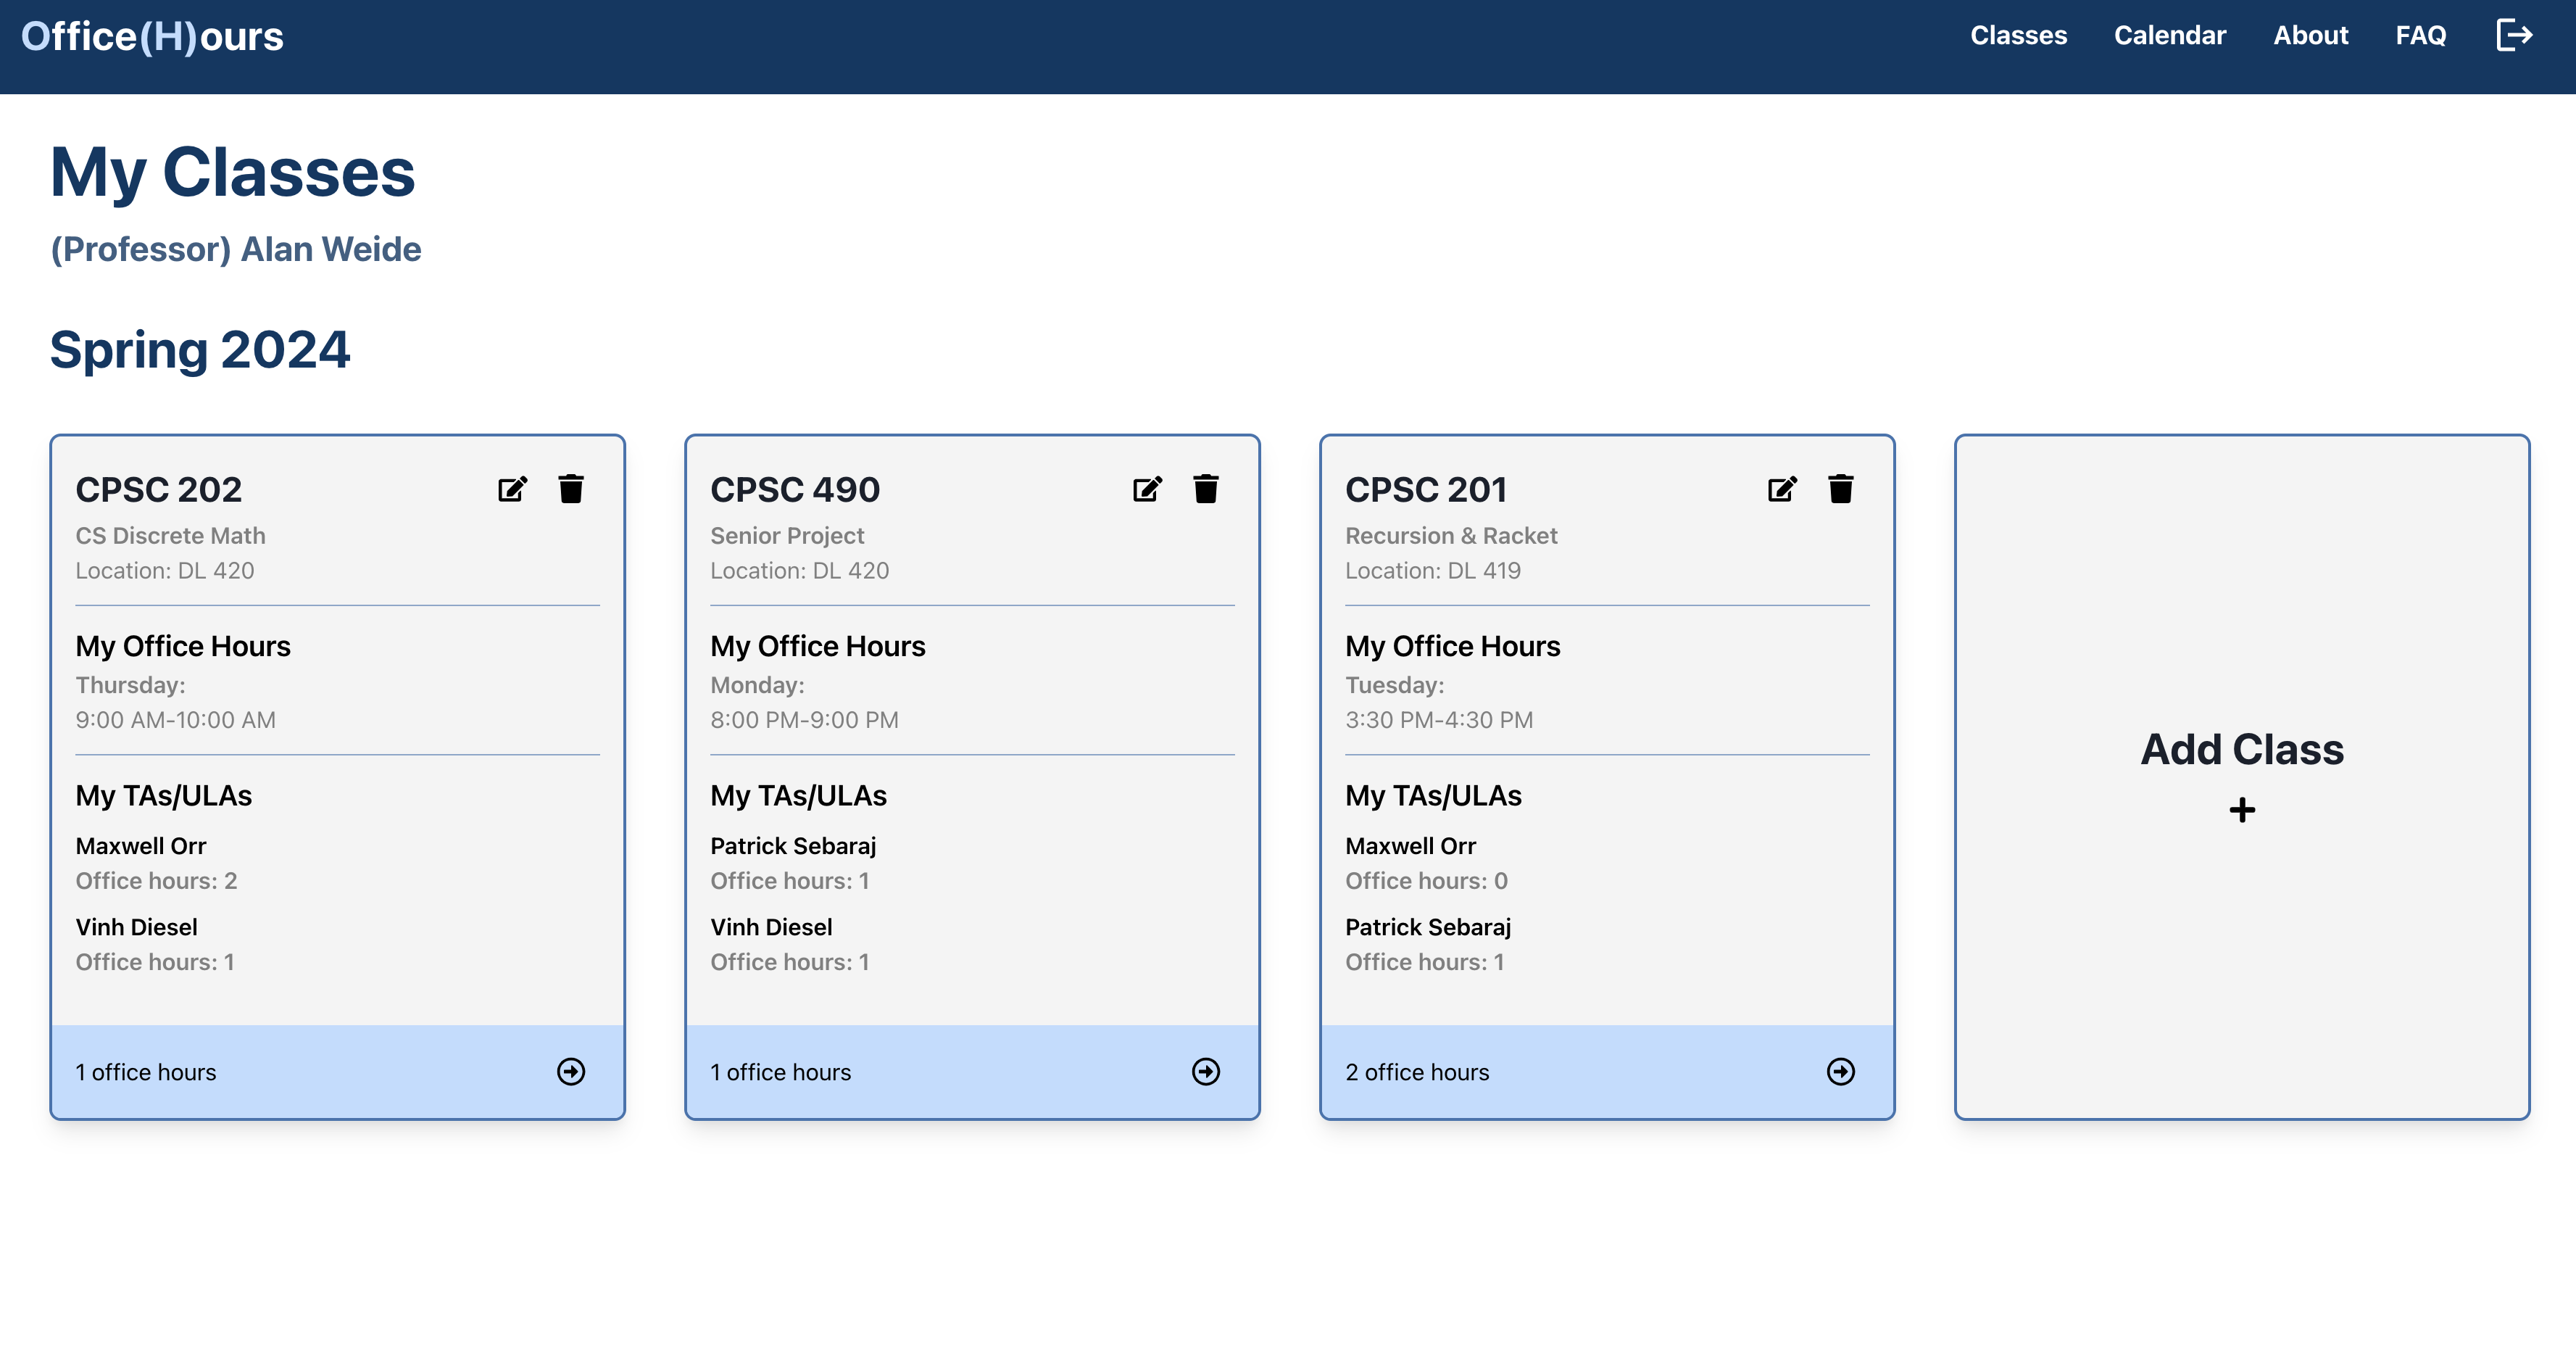 Office(H)ours
Classes Calendar About FAQ
My Classes
(Professor) Alan Weide
Spring 2024
CPSC 202
CS Discrete Math
Location: DL 420
My Office Hours
Thursday:
9:00 AM-10:00 AM
My TAs/ULAs
Maxwell Orr
Office hours: 2
Vinh Diesel
Office hours: 1
1 office hours
CPSC 490
Senior Project
Location: DL 420
My Office Hours
Monday:
8:00 PM-9:00 PM
My TAs/ULAs
Patrick Sebaraj
Office hours: 1
Vinh Diesel
Office hours: 1
1 office hours
CPSC 201
Recursion & Racket
Location: DL 419
My Office Hours
Tuesday:
3:30 PM-4:30 PM
My TAs/ULAs
Maxwell Orr
Office hours: 0
Patrick Sebaraj
Office hours: 1
2 office hours
Add Class
+